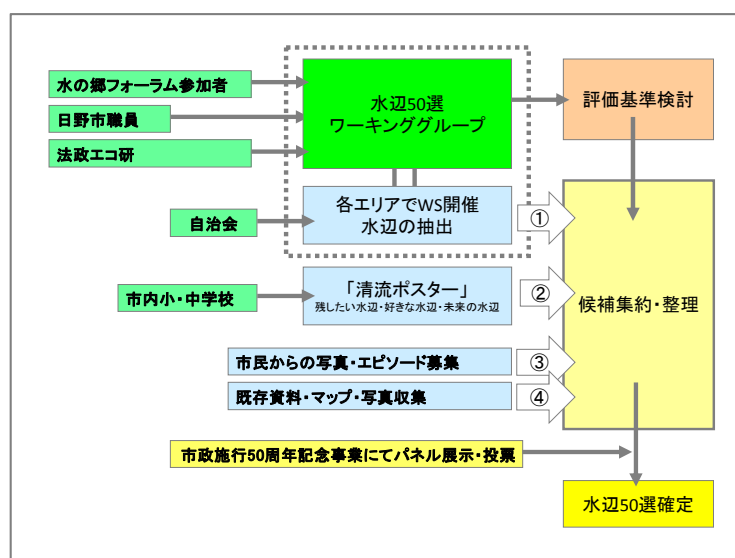 水の郷フォーラム参加者
日野市職員
法政エコ研
水辺50選
ワーキンググループ
評価基準検討
自治会
各エリアでWS開催
水辺の抽出
①
市内小・中学校
「清流ポスター」
残したい水辺・好きな水辺・未来の水辺
②
候補集約・整理
市民からの写真・エピソード募集
③
既存資料・マップ・写真収集
④
市政施行50周年記念事業にてパネル展示・投票
水辺50選確定